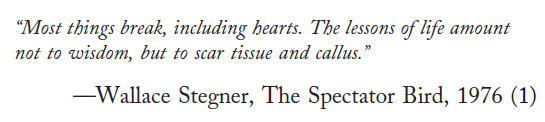 “Most things break, including hearts. The lessons of life amount
not to wisdom, but to scar tissue and callus.”
—Wallace Stegner, The Spectator Bird, 1976 (1)